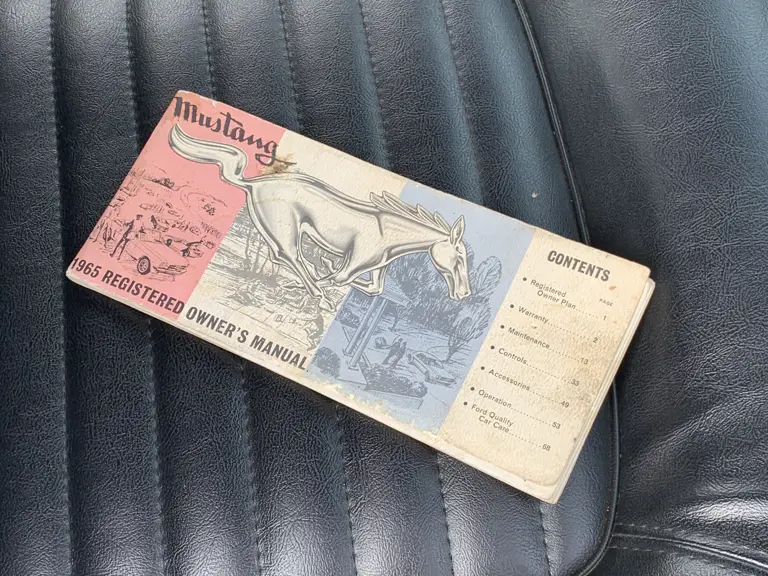 Mustang
1965 REGISTERED OWNER'S MANUAL
CONTENTS
PAGE
• Registered
Owner Plan..........1
• Warranty..........2
• Maintenance..........13
• Controls..........33
• Accessories..........49
• Operation..........53
• Ford Quality
Car Care..........68